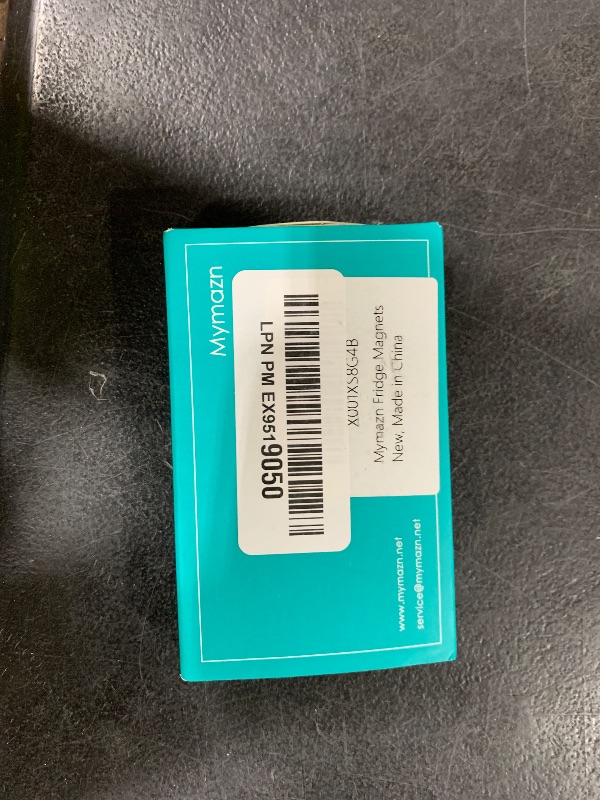 Mymazn
LPN PM EX9519050
X001XS8G4B
Mymazn Fridge Magnets
New, Made in China
www.mymazn.net
service@mymazn.net